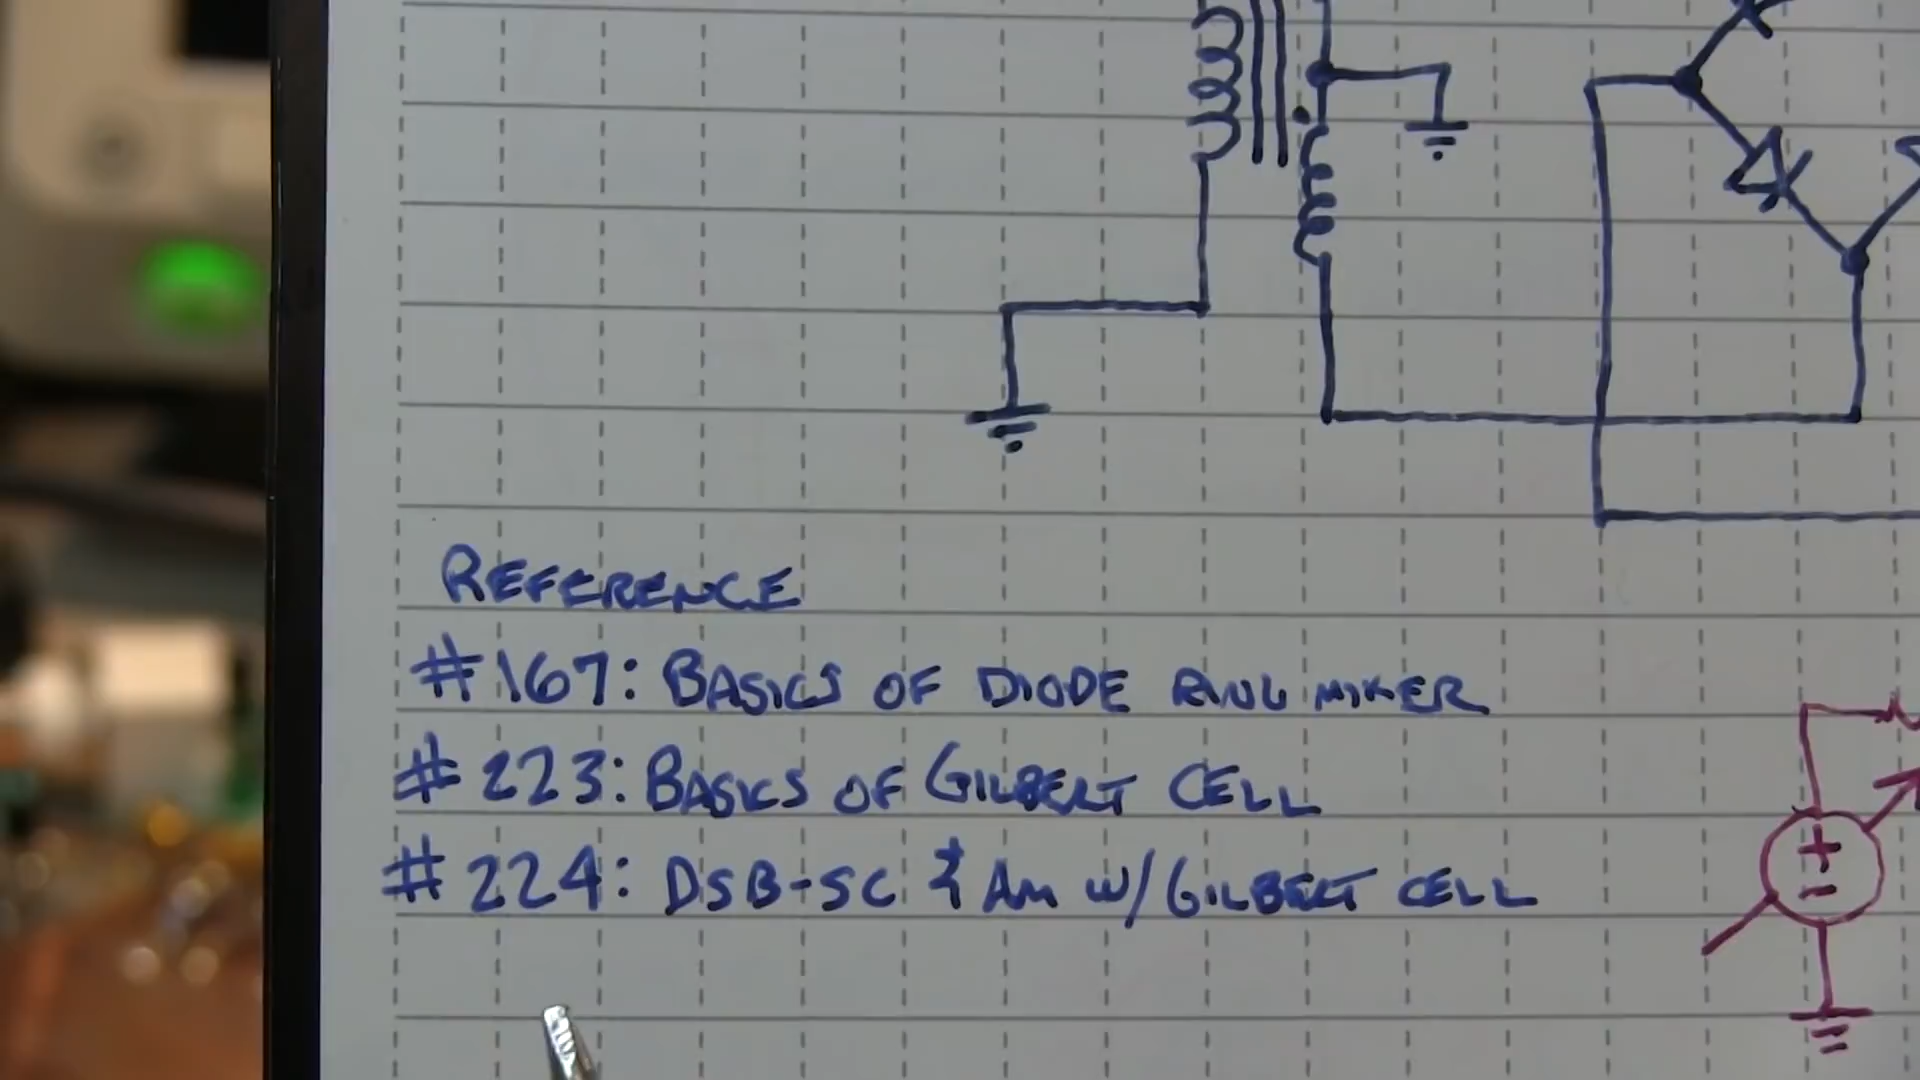 REFERENCE
#167: BASICS OF DIODE RING MIXER
#223: BASICS OF GILBERT CELL
#224: DSB-SC & AM W/ GILBERT CELL
+
-